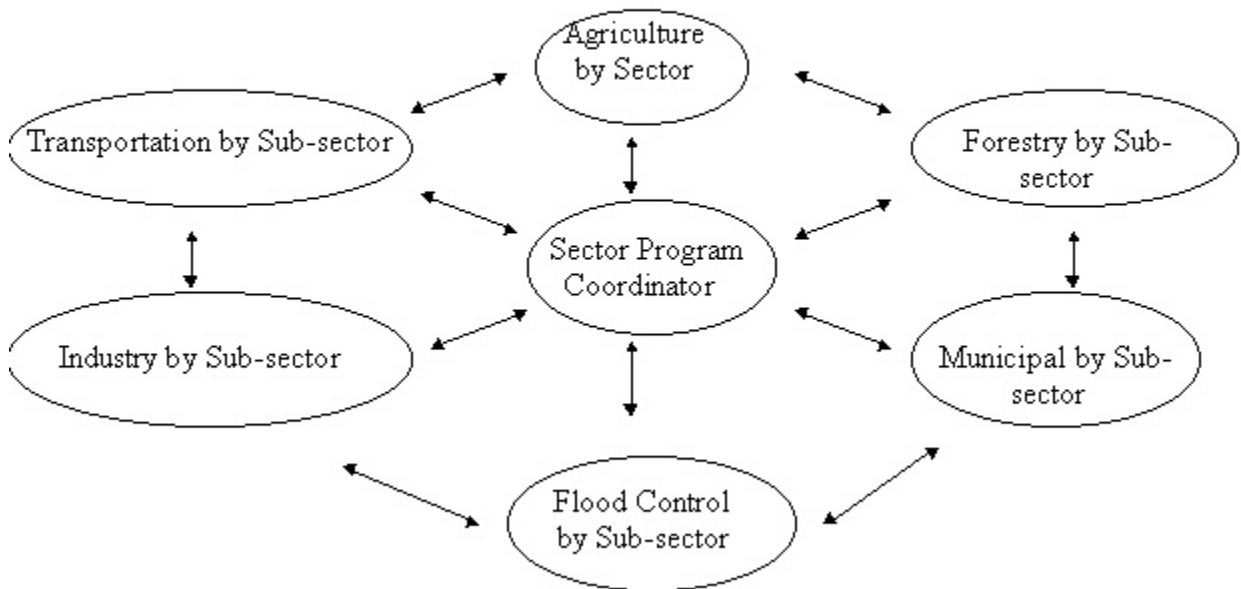 Agriculture
by Sector
Transportation by Sub-sector
Forestry by Sub-
sector
Sector Program
Coordinator
Industry by Sub-sector
Municipal by Sub-
sector
Flood Control
by Sub-sector